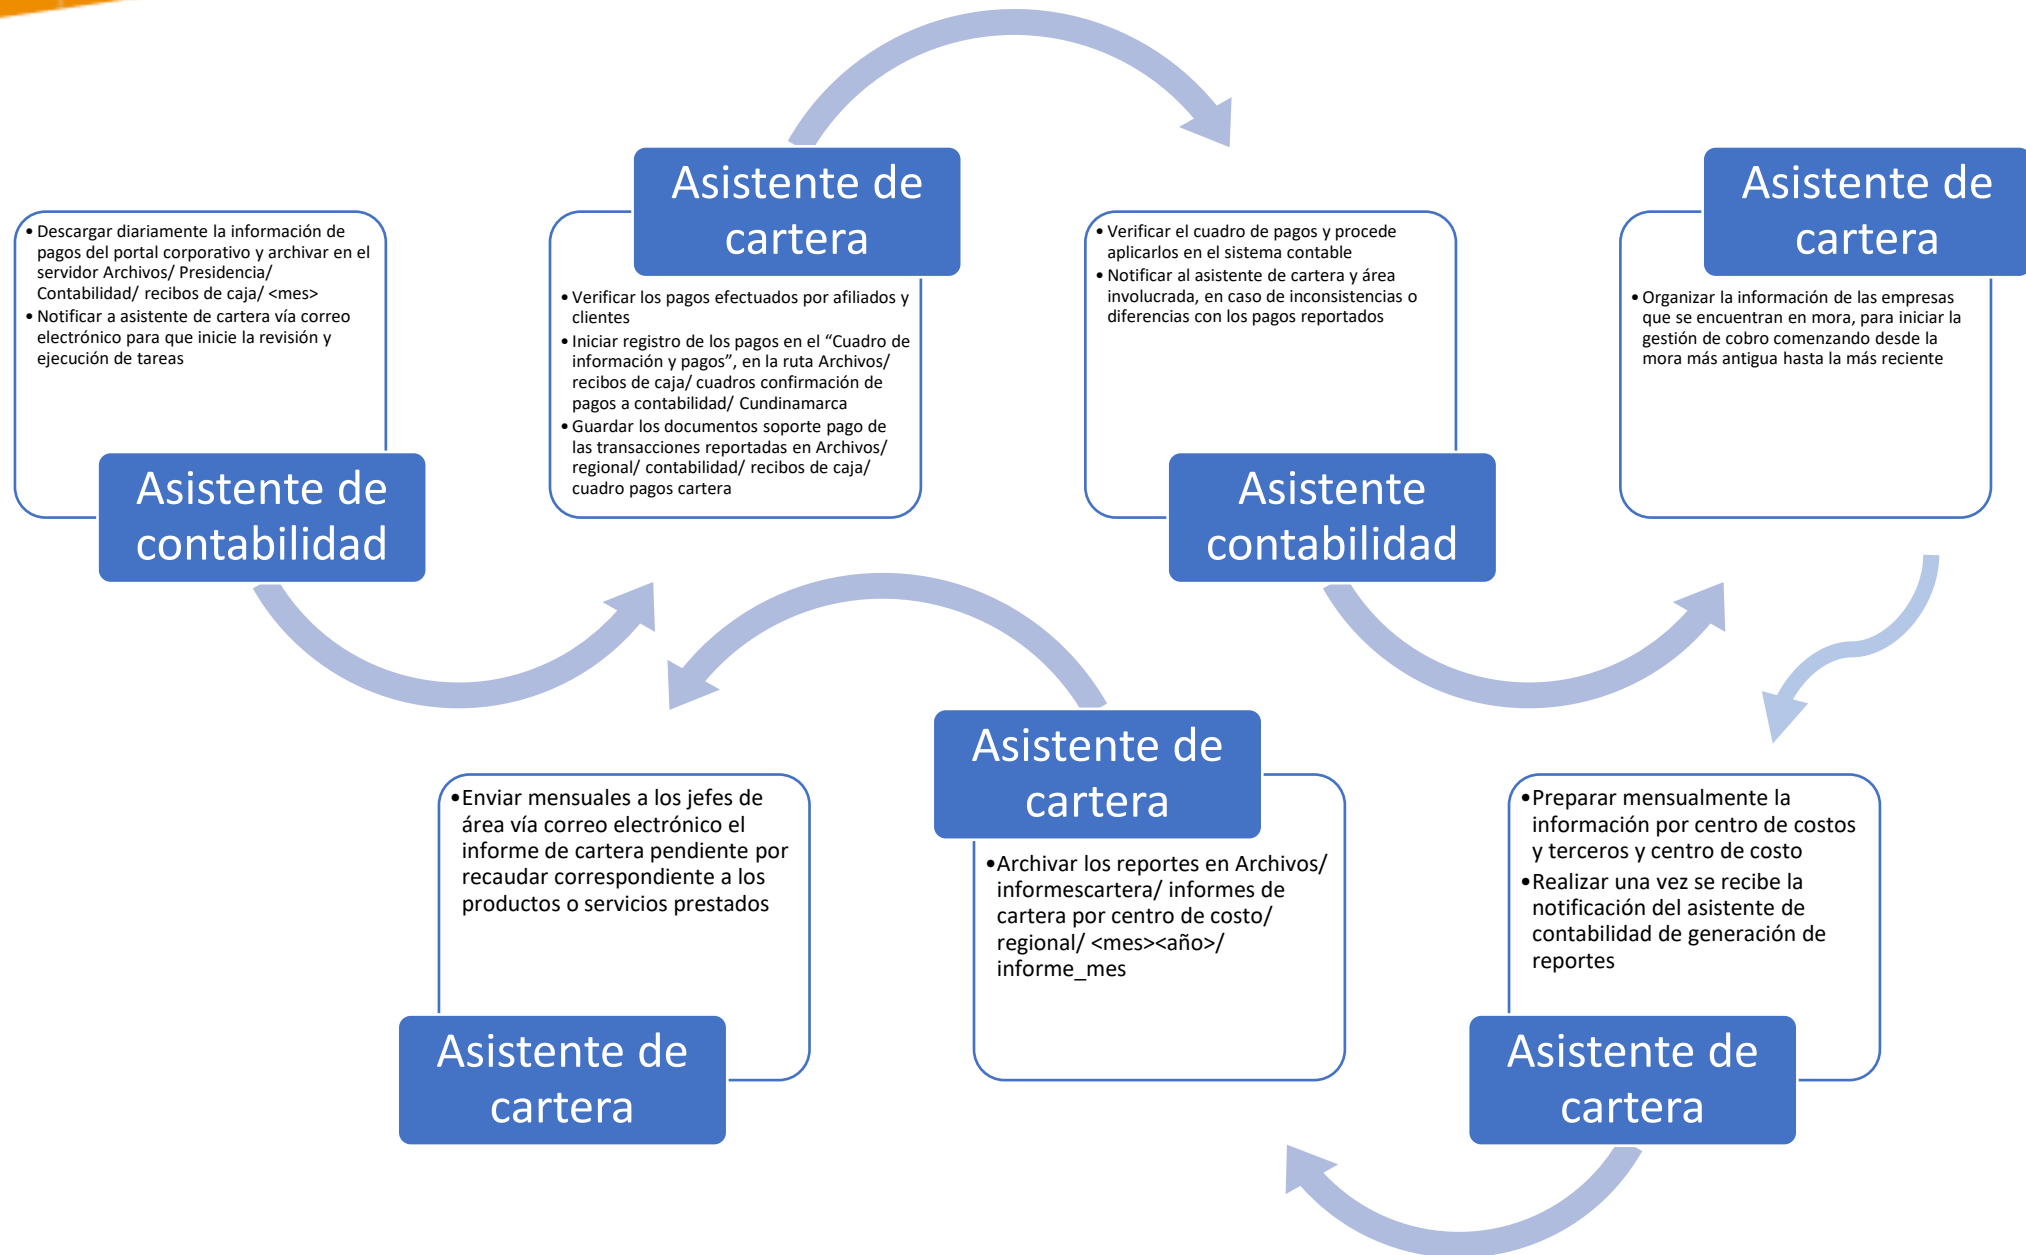 • Descargar diariamente la información de
pagos del portal corporativo y archivar en el
servidor Archivos/ Presidencia/
Contabilidad/ recibos de caja/ <mes>
• Notificar a asistente de cartera vía correo
electrónico para que inicie la revisión y
ejecución de tareas
Asistente de
contabilidad
Asistente de
cartera
• Verificar los pagos efectuados por afiliados y
clientes
• Iniciar registro de los pagos en el “Cuadro de
información y pagos”, en la ruta Archivos/
recibos de caja/ cuadros confirmación de
pagos a contabilidad/ Cundinamarca
• Guardar los documentos soporte pago de
las transacciones reportadas en Archivos/
regional/ contabilidad/ recibos de caja/
cuadro pagos cartera
• Verificar el cuadro de pagos y procede
aplicarlos en el sistema contable
• Notificar al asistente de cartera y área
involucrada, en caso de inconsistencias o
diferencias con los pagos reportados
Asistente
contabilidad
Asistente de
cartera
• Organizar la información de las empresas
que se encuentran en mora, para iniciar la
gestión de cobro comenzando desde la
mora más antigua hasta la más reciente
•Preparar mensualmente la
información por centro de costos
y terceros y centro de costo
•Realizar una vez se recibe la
notificación del asistente de
contabilidad de generación de
reportes
Asistente de
cartera
Asistente de
cartera
•Archivar los reportes en Archivos/
informescartera/ informes de
cartera por centro de costo/
regional/ <mes><año>/
informe_mes
•Enviar mensuales a los jefes de
área vía correo electrónico el
informe de cartera pendiente por
recaudar correspondiente a los
productos o servicios prestados
Asistente de
cartera